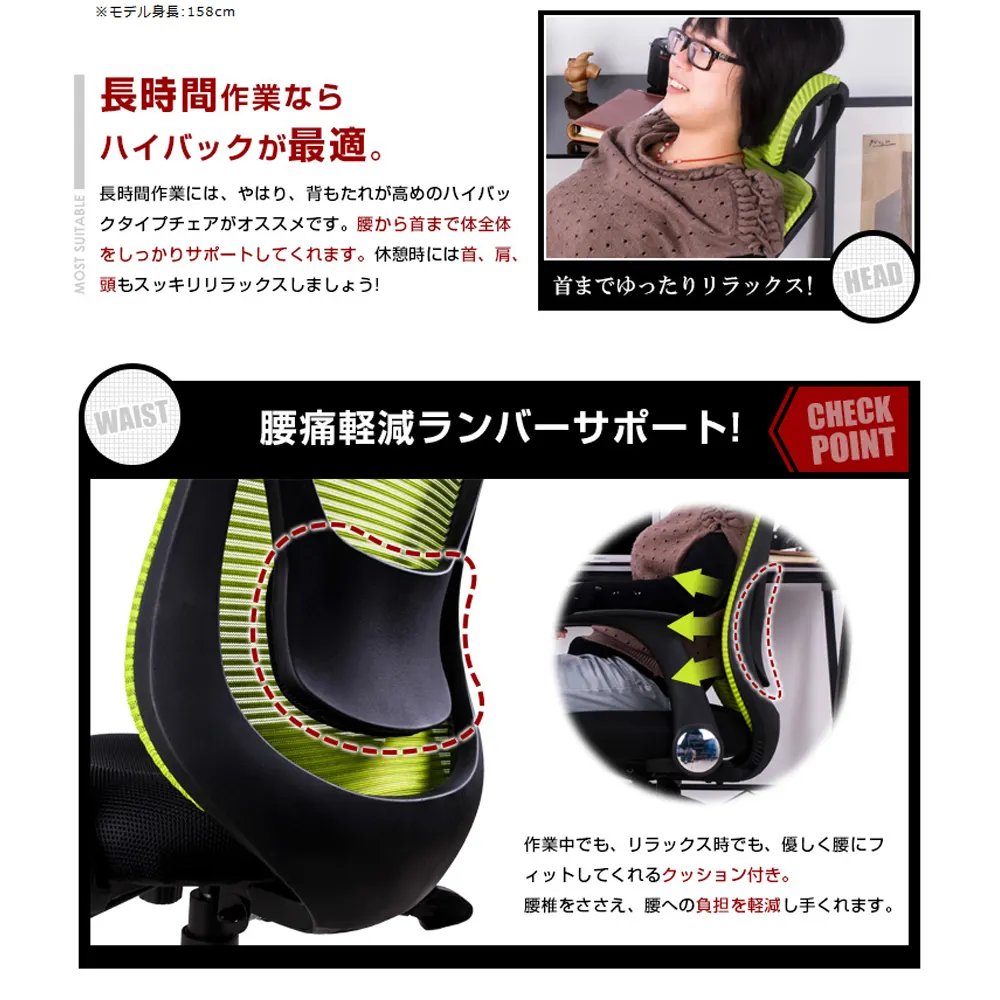 ※モデル身長：158cm
長時間作業なら
ハイバックが最適。
長時間作業には、やはり、背もたれが高めのハイバッ
クタイプチェアがオススメです。腰から首まで体全体
をしっかりサポートしてくれます。休憩時には首、肩、
頭もスッキリリラックスしましょう!
MOST SUITABLE
首までゆったりリラックス!
HEAD
WAIST
腰痛軽減ランバーサポート!
CHECK
POINT
作業中でも、リラックス時でも、優しく腰にフ
ィットしてくれるクッション付き。
腰椎をささえ、腰への負担を軽減し手くれます。